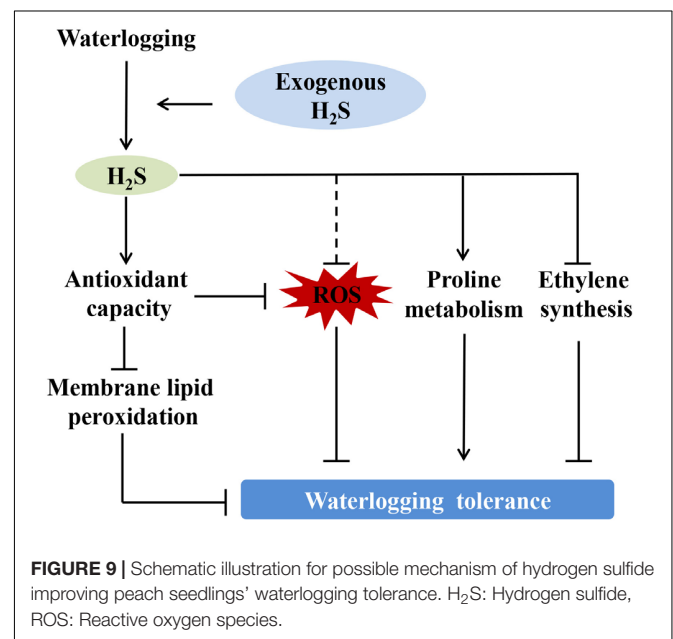 Waterlogging
Exogenous
H₂S
H₂S
Antioxidant
capacity
ROS
Proline
metabolism
Ethylene
synthesis
Membrane lipid
peroxidation
Waterlogging tolerance
FIGURE 9 | Schematic illustration for possible mechanism of hydrogen sulfide
improving peach seedlings’ waterlogging tolerance. H₂S: Hydrogen sulfide,
ROS: Reactive oxygen species.